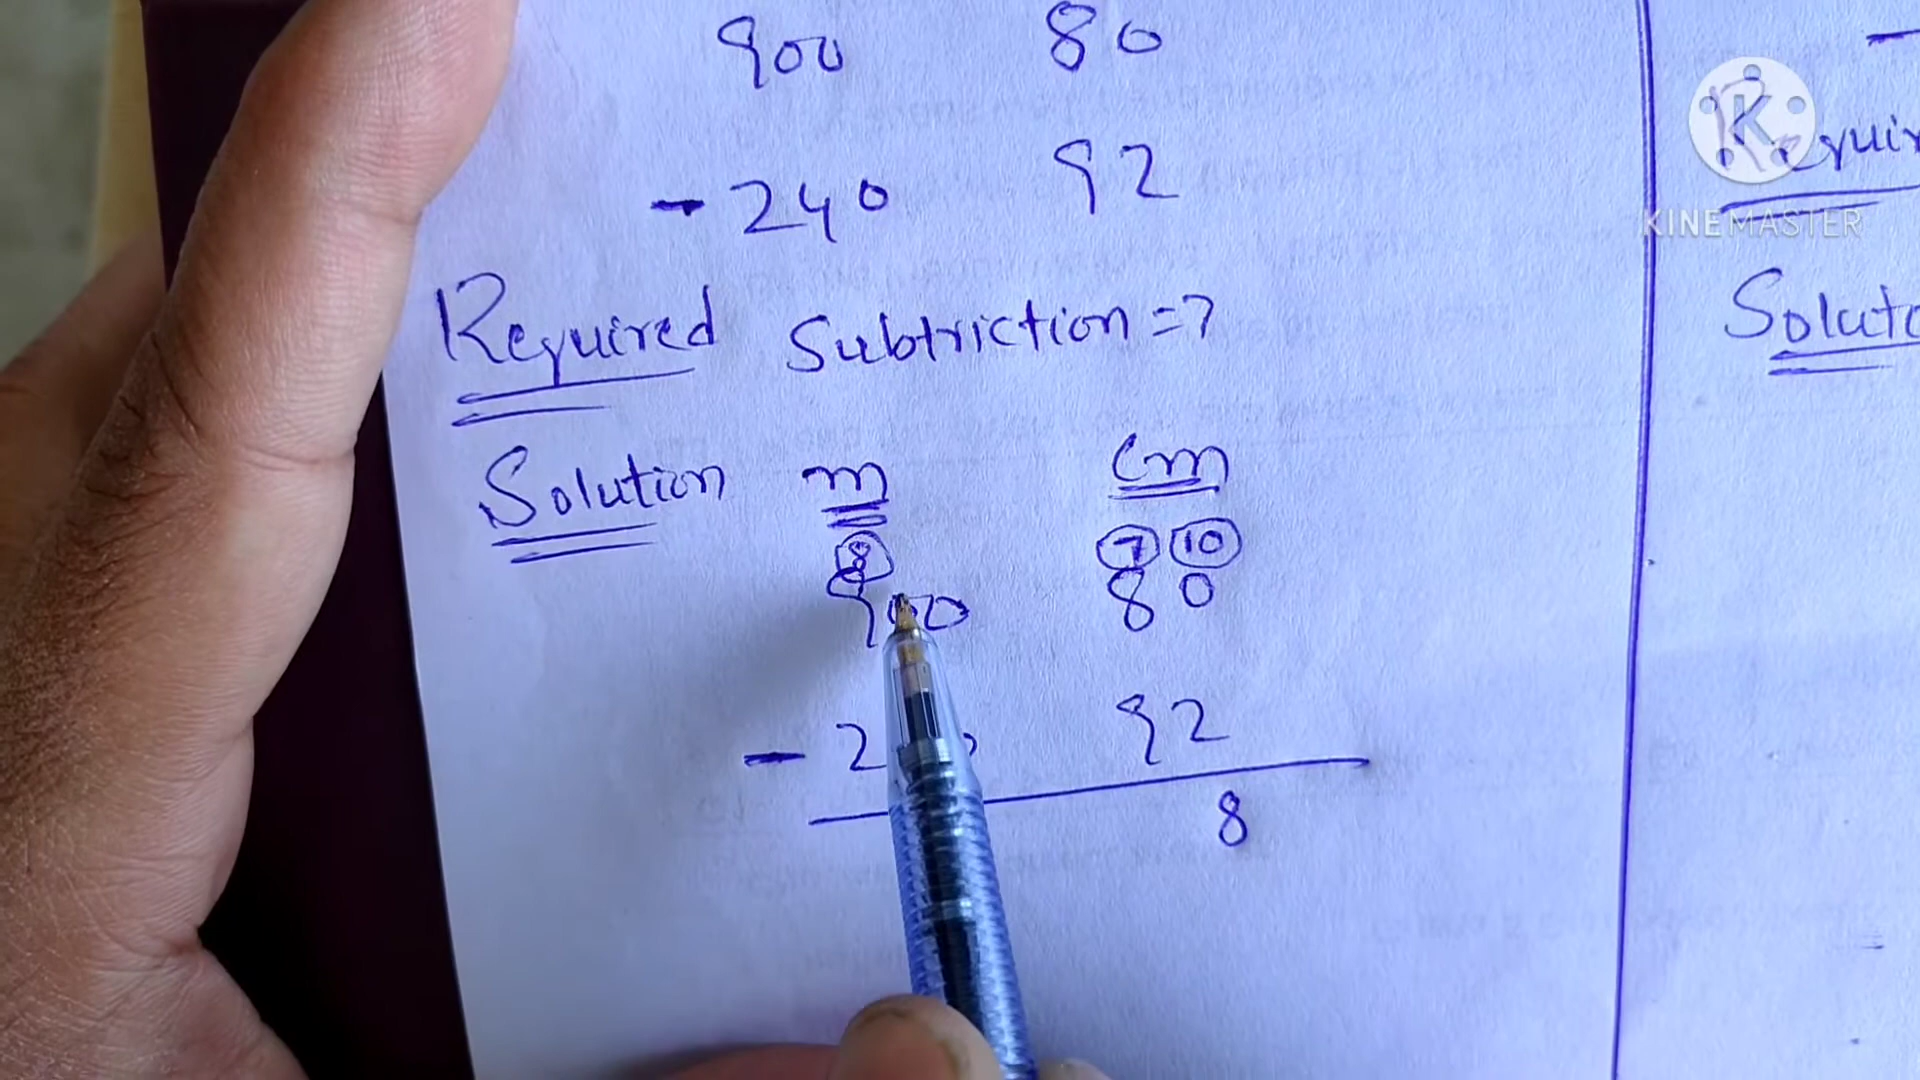 900 80
- 240 92
Required Subtriction = ?
Solution m cm
8 7 10
900 80
- 2 92
8
KINEMASTER
Solut